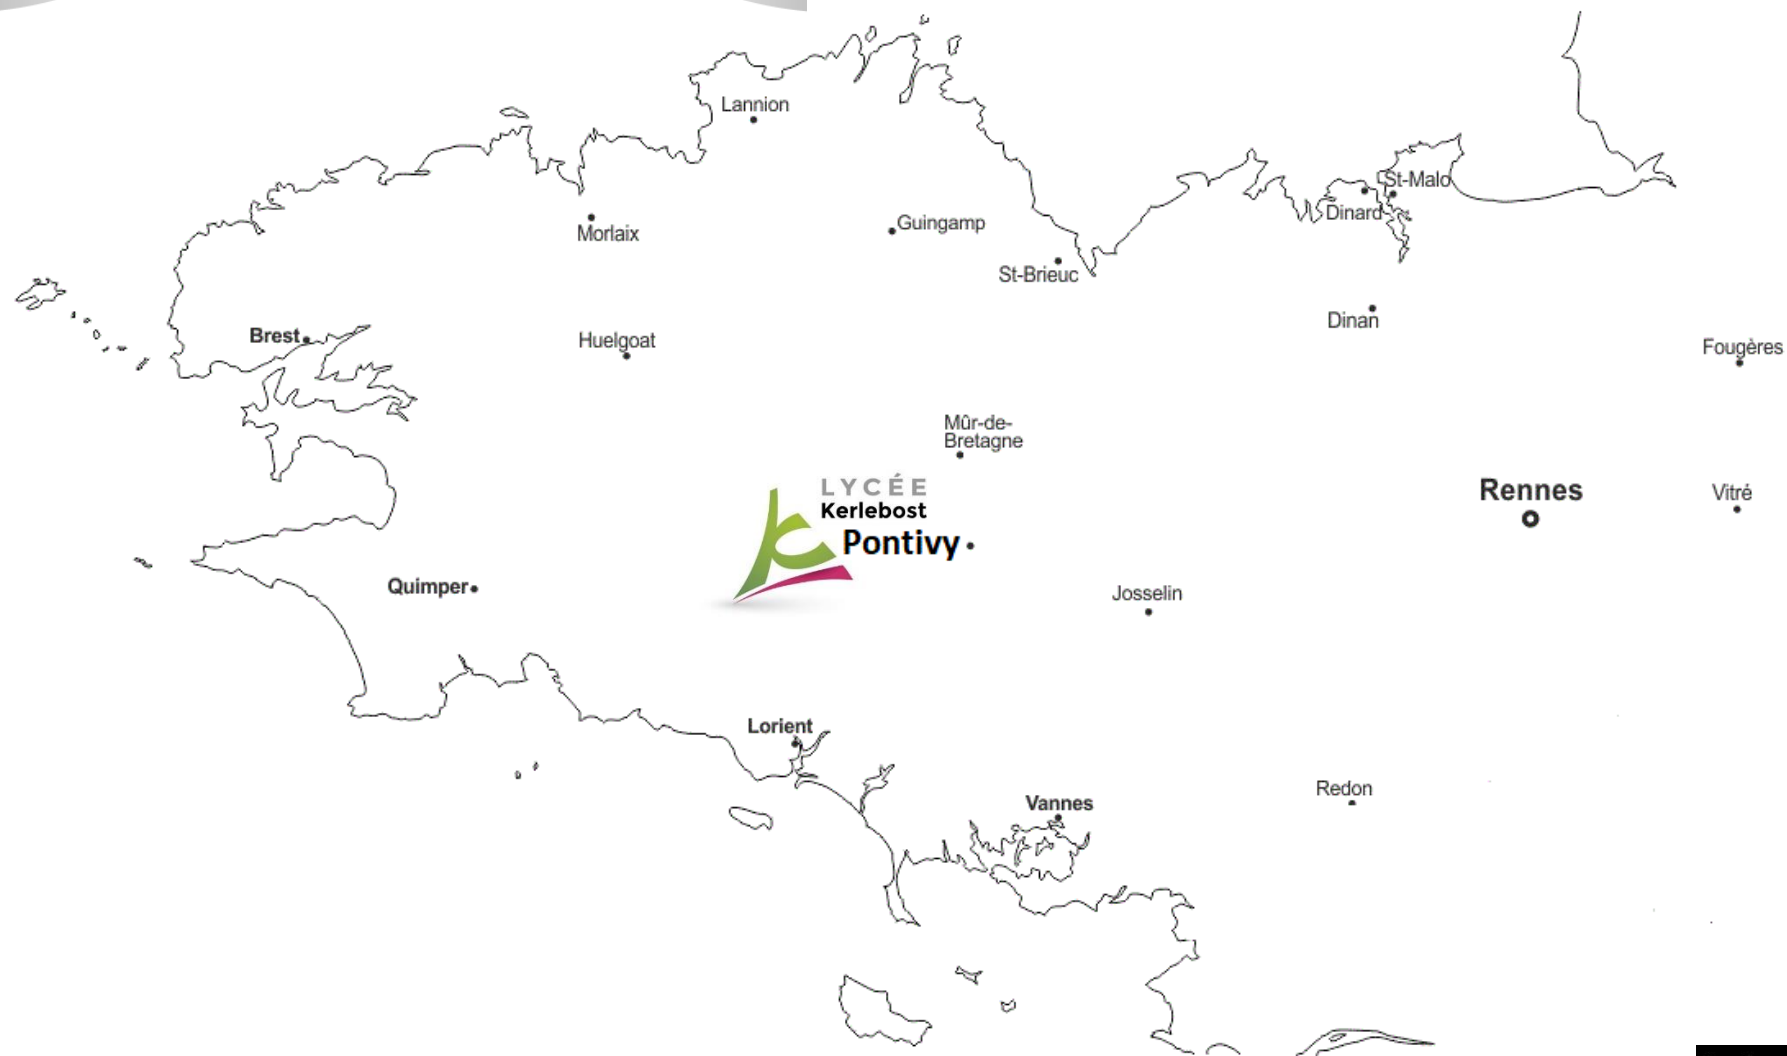 Lannion
St-Malo
Dinard
Morlaix
Guingamp
St-Brieuc
Dinan
Brest
Huelgoat
Fougères
Mûr-de-
Bretagne
LYCÉE
Kerlebost
Pontivy
Rennes
Vitré
Quimper
Josselin
Lorient
Redon
Vannes